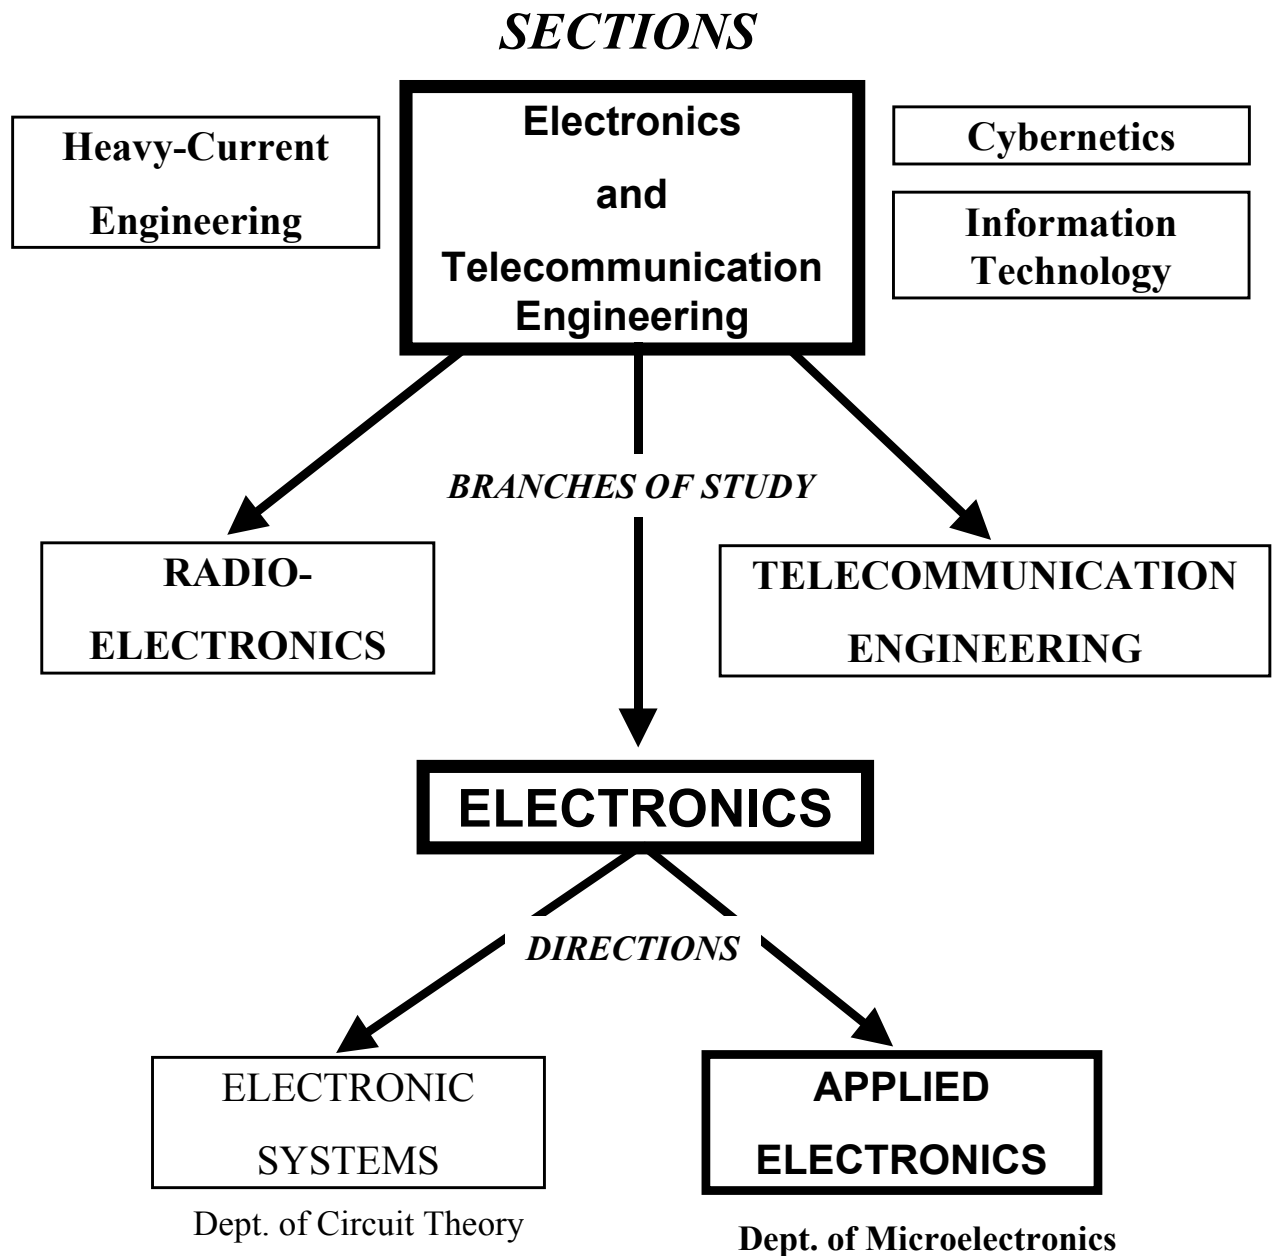 SECTIONS
Heavy-Current
Engineering
Electronics
and
Telecommunication
Engineering
Cybernetics
Information
Technology
BRANCHES OF STUDY
RADIO-
ELECTRONICS
TELECOMMUNICATION
ENGINEERING
ELECTRONICS
DIRECTIONS
ELECTRONIC
SYSTEMS
Dept. of Circuit Theory
APPLIED
ELECTRONICS
Dept. of Microelectronics